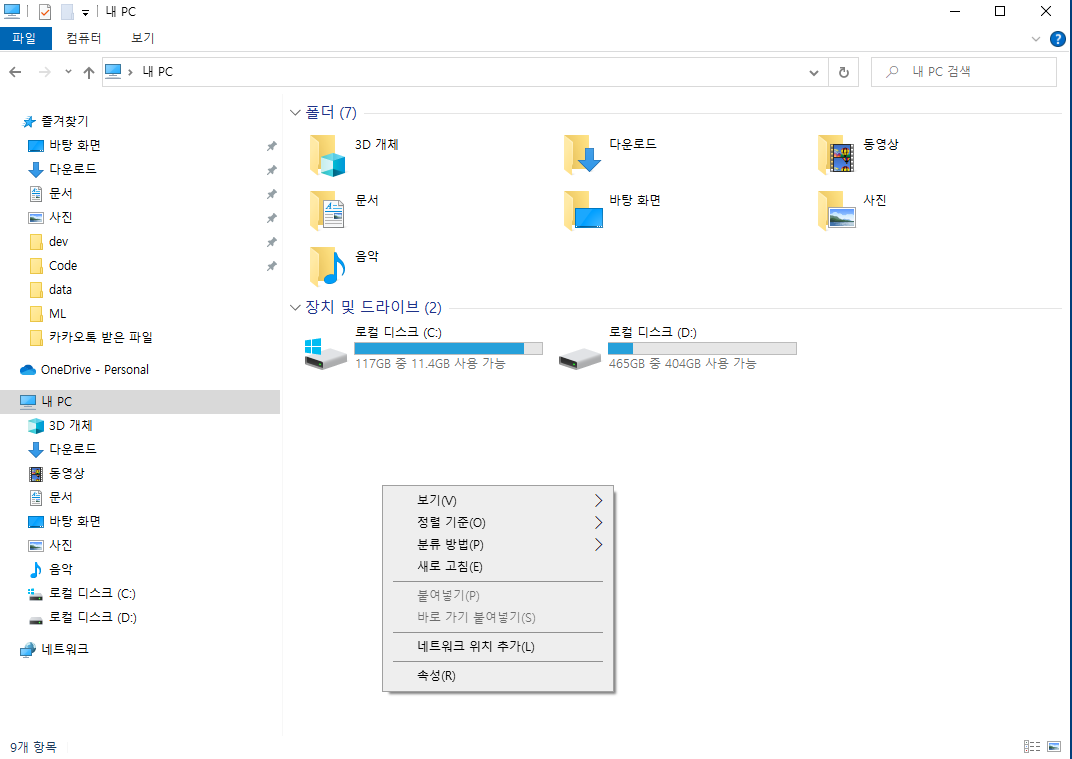 내 PC
파일 컴퓨터 보기
내 PC
내 PC 검색
즐겨찾기
바탕 화면
다운로드
문서
사진
dev
Code
data
ML
카카오톡 받은 파일
OneDrive - Personal
내 PC
3D 개체
다운로드
동영상
문서
바탕 화면
사진
음악
로컬 디스크 (C:)
로컬 디스크 (D:)
네트워크
폴더 (7)
3D 개체
다운로드
동영상
문서
바탕 화면
사진
음악
장치 및 드라이브 (2)
로컬 디스크 (C:)
117GB 중 11.4GB 사용 가능
로컬 디스크 (D:)
465GB 중 404GB 사용 가능
보기(V)
정렬 기준(O)
분류 방법(P)
새로 고침(E)
붙여넣기(P)
바로 가기 붙여넣기(S)
네트워크 위치 추가(L)
속성(R)
9개 항목